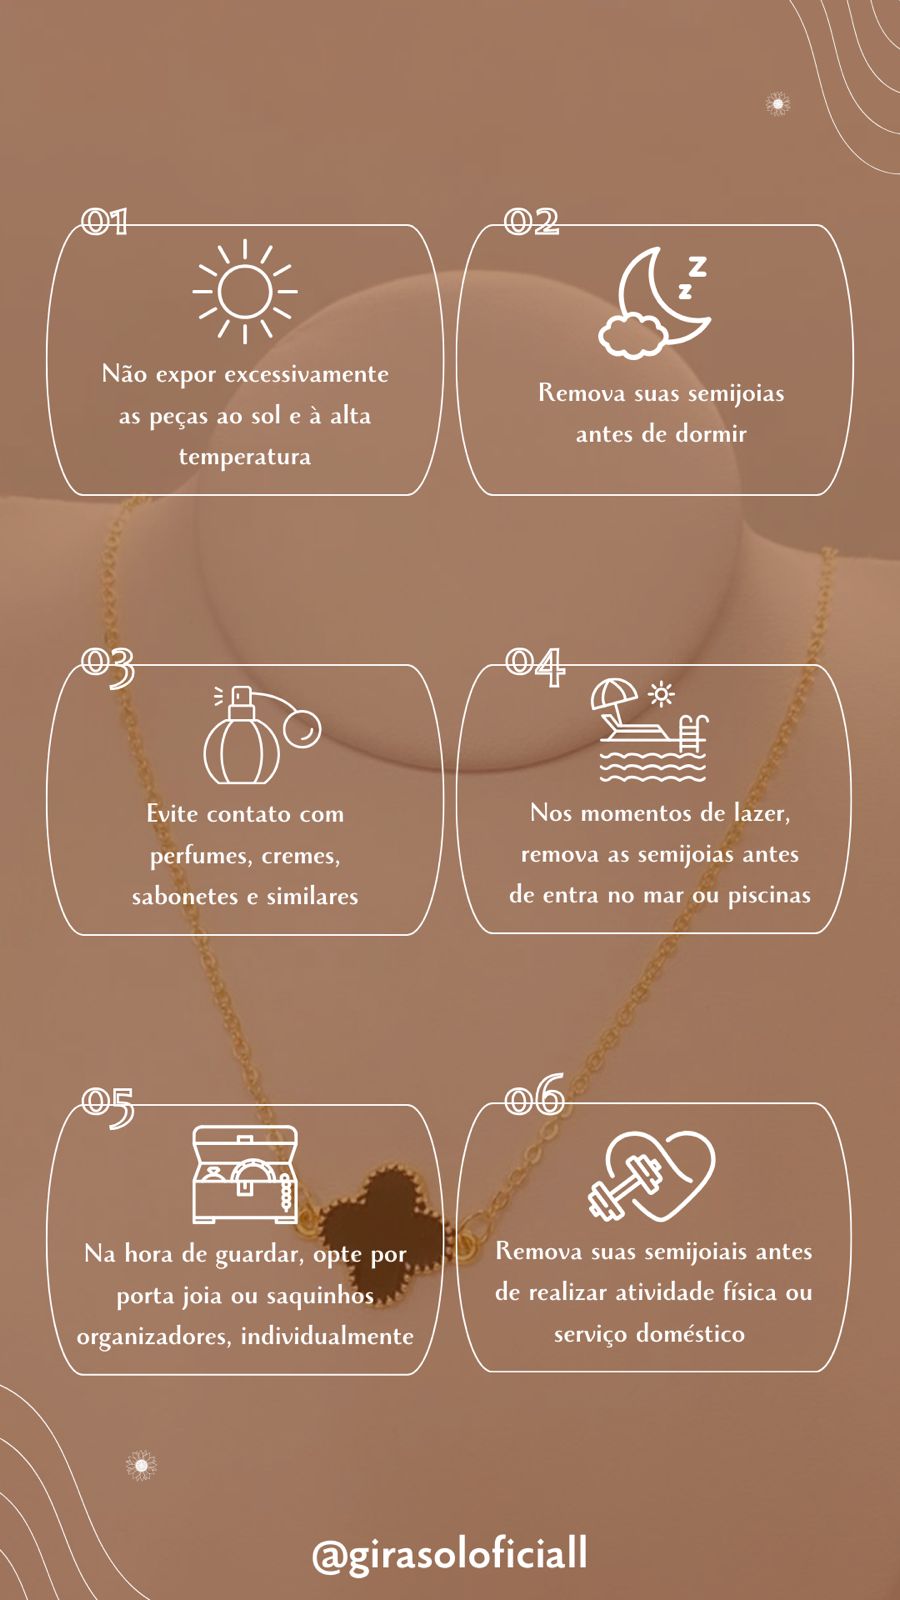 01
Não expor excessivamente
as peças ao sol e à alta
temperatura
02
z
z
Remova suas semijoias
antes de dormir
03
Evite contato com
perfumes, cremes,
sabonetes e similares
04
Nos momentos de lazer,
remova as semijoias antes
de entra no mar ou piscinas
05
Na hora de guardar, opte por
porta joia ou saquinhos
organizadores, individualmente
06
Remova suas semijoiais antes
de realizar atividade física ou
serviço doméstico
@girasoloficiall